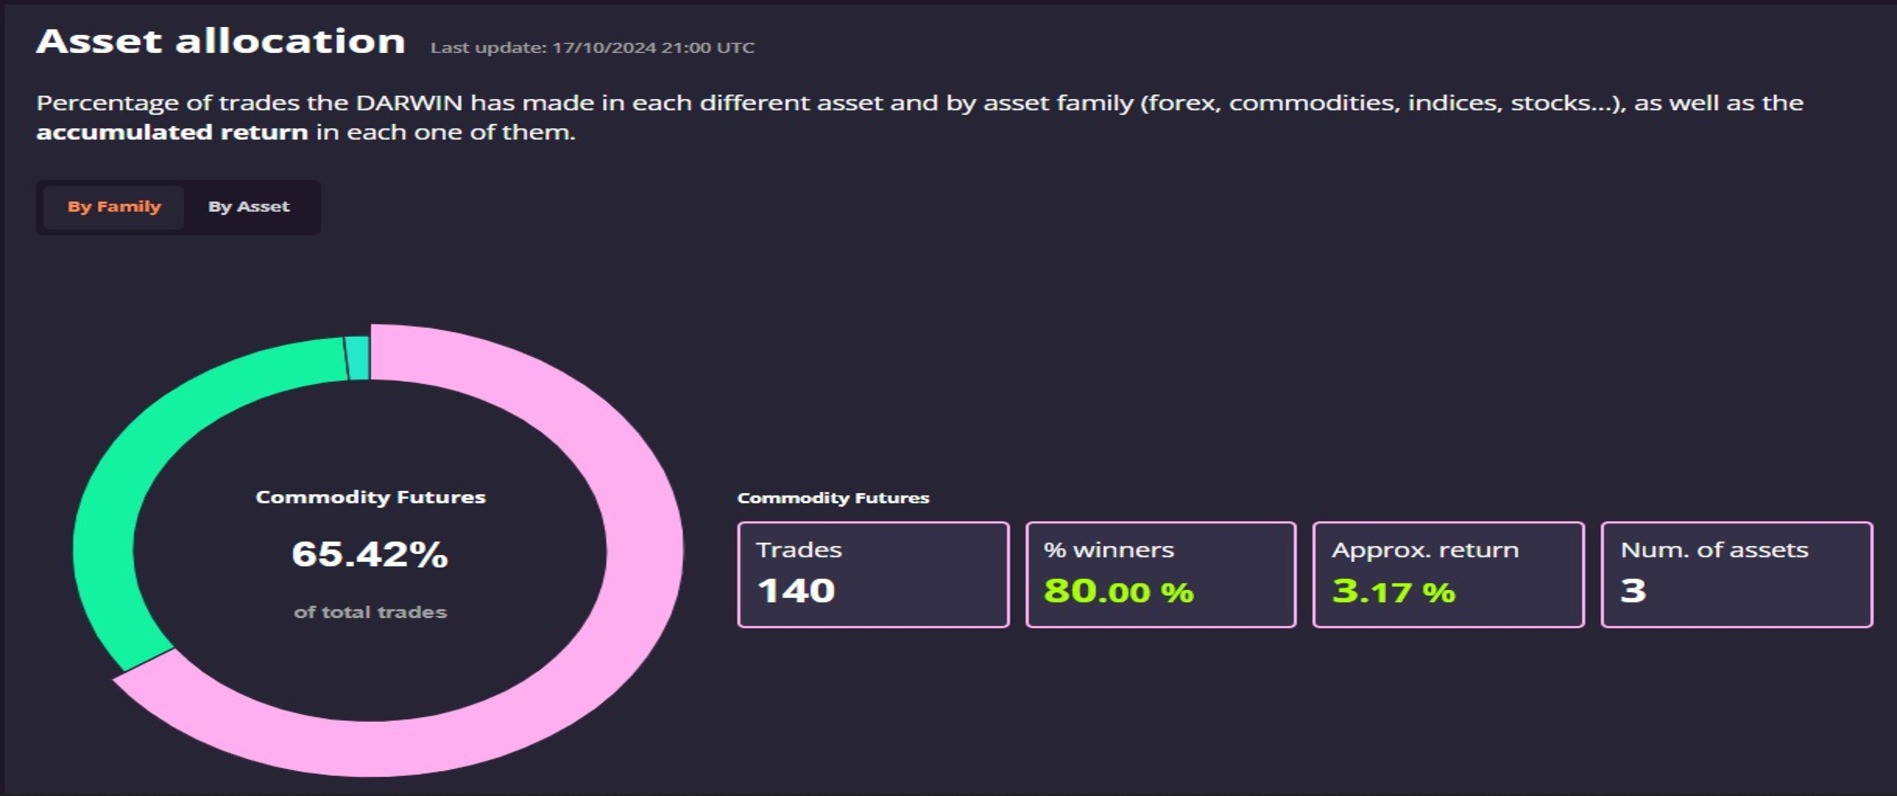 Asset allocation Last update: 17/10/2024 21:00 UTC
Percentage of trades the DARWIN has made in each different asset and by asset family (forex, commodities, indices, stocks...), as well as the
accumulated return in each one of them.
By Family By Asset
Commodity Futures
65.42%
of total trades
Commodity Futures
Trades
140
% winners
80.00 %
Approx. return
3.17 %
Num. of assets
3